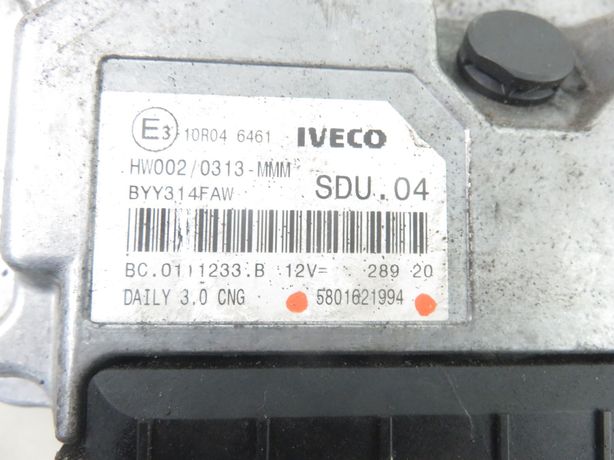 E3 10R04 6461 IVECO
HW002/0313-MMM
BYY314FAW SDU.04
BC.0111233.B 12V= 289 20
DAILY 3.0 CNG 5801621994